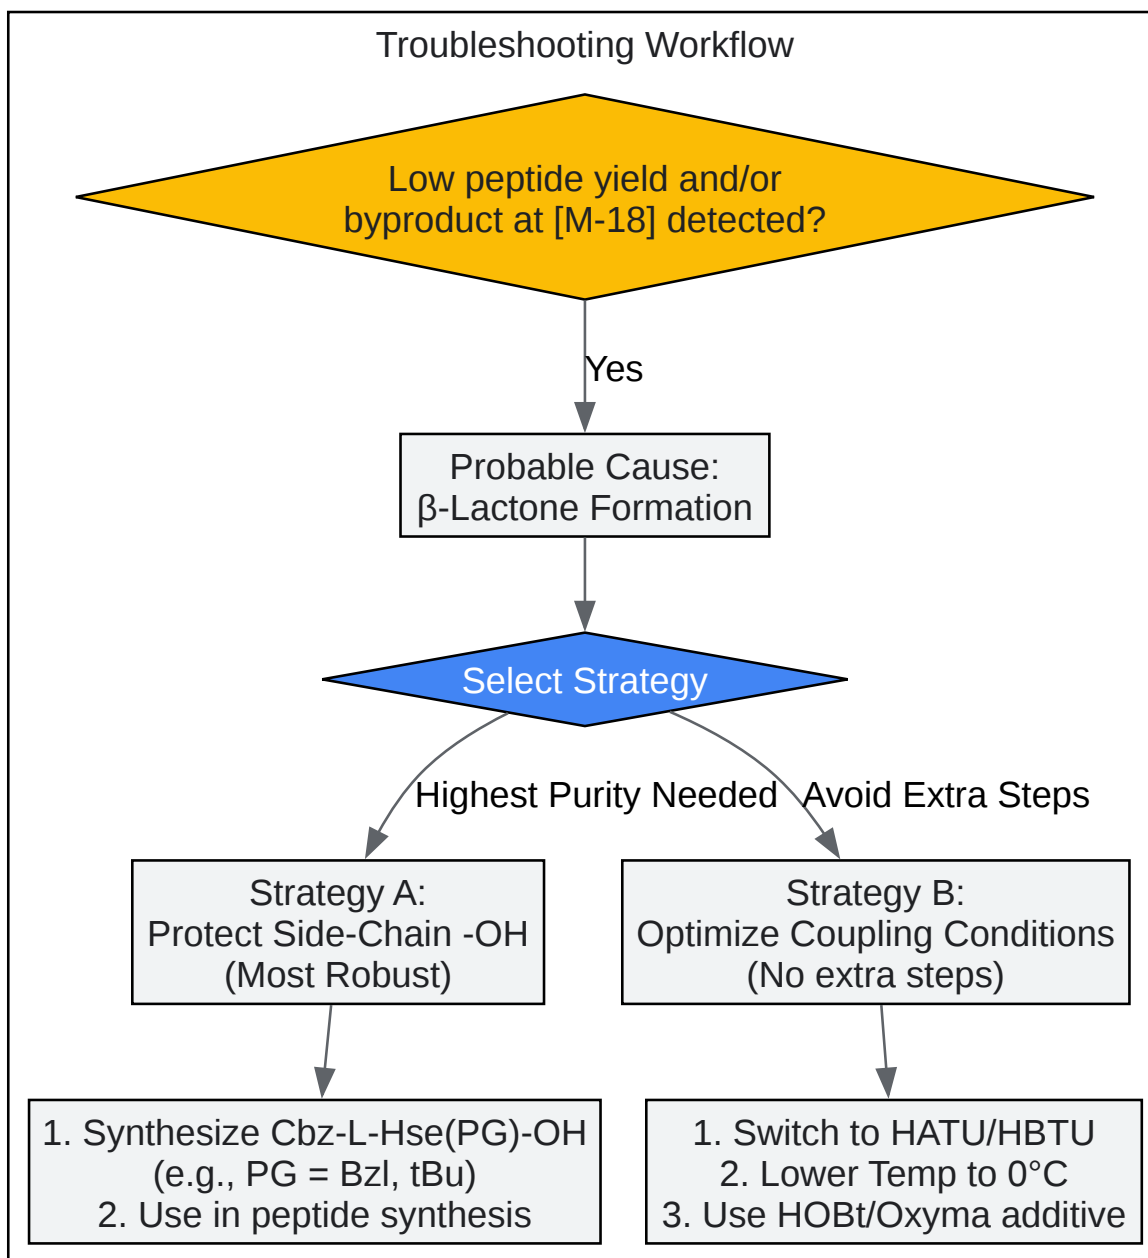 Troubleshooting Workflow
Low peptide yield and/or
byproduct at [M-18] detected?
Yes
Probable Cause:
β-Lactone Formation
Select Strategy
Highest Purity Needed
Avoid Extra Steps
Strategy A:
Protect Side-Chain -OH
(Most Robust)
Strategy B:
Optimize Coupling Conditions
(No extra steps)
1. Synthesize Cbz-L-Hse(PG)-OH
(e.g., PG = Bzl, tBu)
2. Use in peptide synthesis
1. Switch to HATU/HBTU
2. Lower Temp to 0°C
3. Use HOBt/Oxyma additive